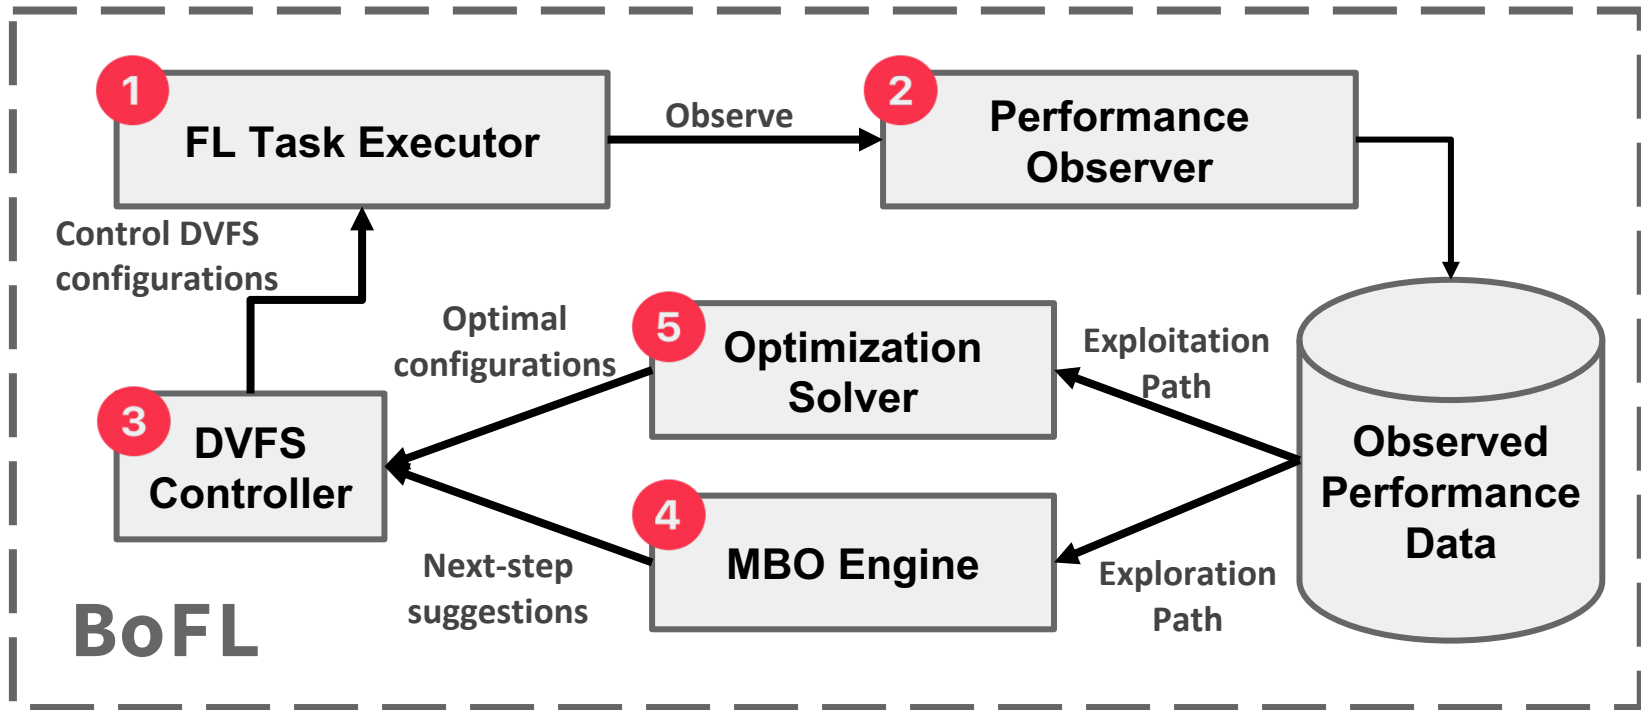 1
FL Task Executor
Observe
2
Performance
Observer
Control DVFS
configurations
5
Optimization
Solver
Optimal
configurations
Exploitation
Path
3
DVFS
Controller
Observed
Performance
Data
4
MBO Engine
Next-step
suggestions
Exploration
Path
BoFL